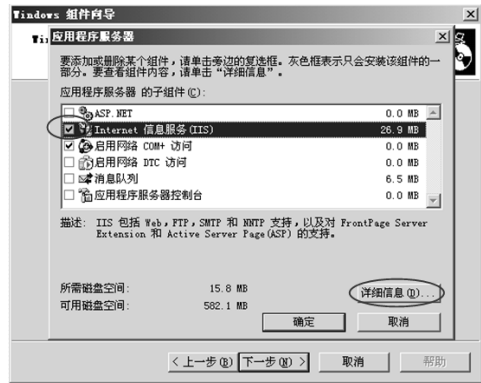 Windows 组件向导
应用程序服务器
要添加或删除某个组件，请单击旁边的复选框。灰色框表示只会安装该组件的一
部分。要查看组件内容，请单击“详细信息”。
应用程序服务器 的子组件(C):
ASP.NET 0.0 MB
Internet 信息服务(IIS) 26.9 MB
启用网络 COM+ 访问 0.0 MB
启用网络 DTC 访问 0.0 MB
消息队列 6.5 MB
应用程序服务器控制台 0.0 MB
描述: IIS 包括 Web，FTP，SMTP 和 NNTP 支持，以及对 FrontPage Server
Extension 和 Active Server Page(ASP) 的支持。
所需磁盘空间: 15.8 MB
详细信息(D)...
可用磁盘空间: 582.1 MB
确定 取消
< 上一步(B) 下一步(N) > 取消 帮助